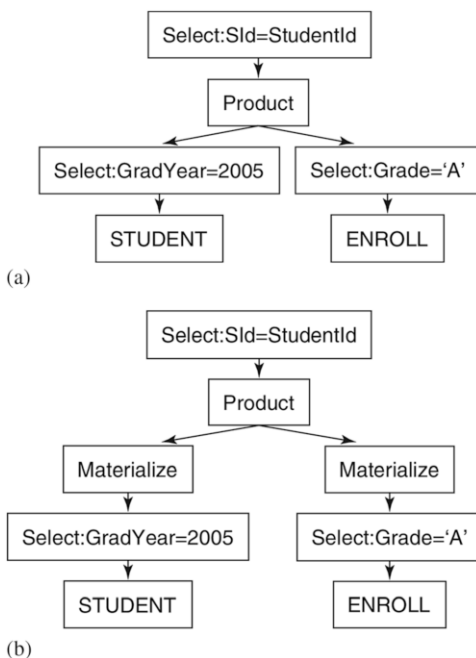 Select:SId=StudentId
Product
Select:GradYear=2005 Select:Grade=‘A’
STUDENT ENROLL
(a)
Select:SId=StudentId
Product
Materialize Materialize
Select:GradYear=2005 Select:Grade=‘A’
STUDENT ENROLL
(b)